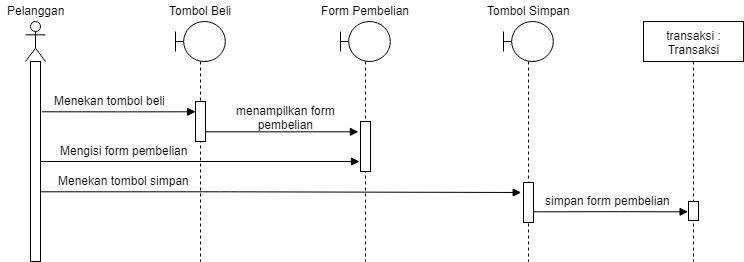 Pelanggan
Tombol Beli
Form Pembelian
Tombol Simpan
transaksi :
Transaksi
Menekan tombol beli
menampilkan form
pembelian
Mengisi form pembelian
Menekan tombol simpan
simpan form pembelian